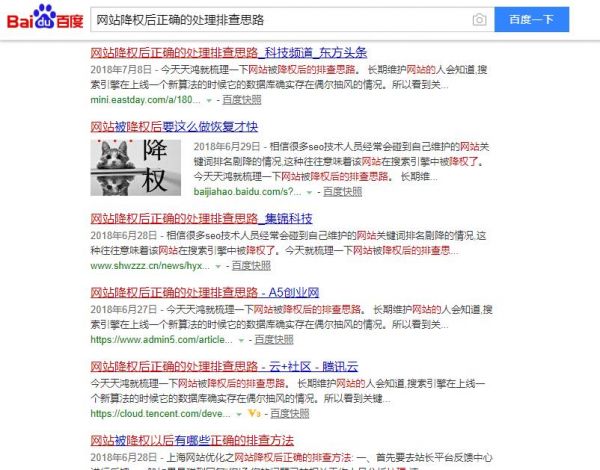 Bai du 百度
网站降权后正确的处理排查思路
百度一下
网站降权后正确的处理排查思路_科技频道_东方头条
2018年7月8日 - 今天天鸿就梳理一下网站被降权后的排查思路。 长期维护网站的人会知道,搜
索引擎在上线一个新算法的时候它的数据库确实存在偶尔抽风的情况。所以看到关...
mini.eastday.com/a/180... - 百度快照
网站被降权后要这么做恢复才快
降权
2018年6月29日 - 相信很多seo技术人员经常会碰到自己维护的网站关
键词排名剧降的情况,这种往往意味着该网站在搜索引擎中被降权了。
今天天鸿就梳理一下网站被降权后的排查思路。 长期维...
baijiahao.baidu.com/s?... - 百度快照
网站降权后正确的处理排查思路_集锦科技
2018年6月28日 - 相信很多seo技术人员经常会碰到自己维护的网站关键词排名剧降的情况,这
种往往意味着该网站在搜索引擎中被降权了。今天就梳理一下网站被降权后的排查思...
www.shwzzz.cn/news/hyx... - 百度快照
网站降权后正确的处理排查思路 - A5创业网
2018年6月27日 - 今天天鸿就梳理一下网站被降权后的排查思路。 长期维护网站的人会知道,
搜索引擎在上线一个新算法的时候它的数据库确实存在偶尔抽风的情况。所以看到关...
https://www.admin5.com/article... - 百度快照
网站降权后正确的处理排查思路 - 云+社区 - 腾讯云
今天天鸿就梳理一下网站被降权后的排查思路。 长期维护网站的人会知道,搜索引擎在上线一
个新算法的时候它的数据库确实存在偶尔抽风的情况。所以看到关键...
https://cloud.tencent.com/deve... V3 - 百度快照
网站被降权以后有哪些正确的排查方法
2018年6月28日 - 上海网站优化之网站降权后正确的排查方法: 一、首先要去站长平台反馈中心